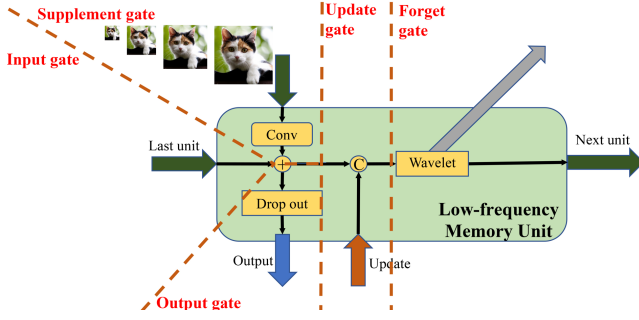 Supplement gate
Update
gate
Forget
gate
Input gate
Conv
Last unit
Next unit
+
C
Wavelet
Drop out
Low-frequency
Memory Unit
Output
Update
Output gate